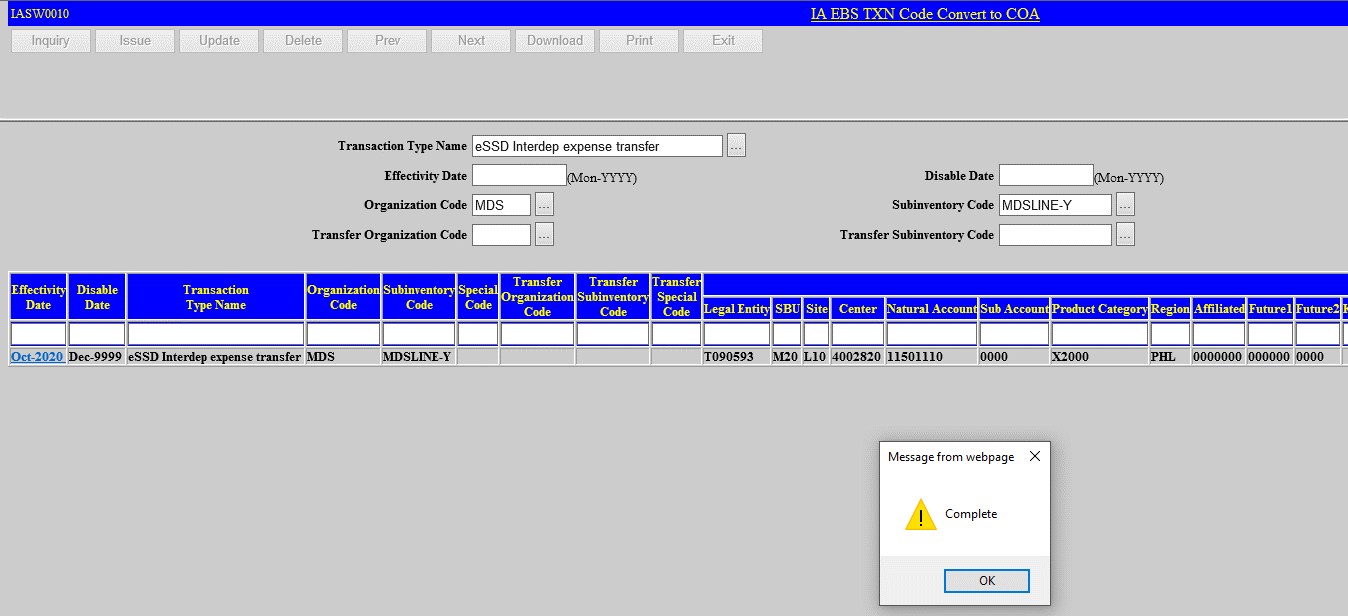 IASW0010
IA EBS TXN Code Convert to COA
Inquiry Issue Update Delete Prev Next Download Print Exit
Transaction Type Name eSSD Interdep expense transfer ...
Effectivity Date (Mon-YYYY) Disable Date (Mon-YYYY)
Organization Code MDS ... Subinventory Code MDSLINE-Y ...
Transfer Organization Code ... Transfer Subinventory Code ...
Effectivity Date
Disable Date
Transaction Type Name
Organization Code
Subinventory Code
Special Code
Transfer Organization Code
Transfer Subinventory Code
Transfer Special Code
Legal Entity SBU Site Center Natural Account Sub Account Product Category Region Affiliated Future1 Future2
Oct-2020 Dec-9999 eSSD Interdep expense transfer MDS MDSLINE-Y T090593 M20 L10 4002820 11501110 0000 X2000 PHL 0000000 000000 0000
Message from webpage
Complete
OK